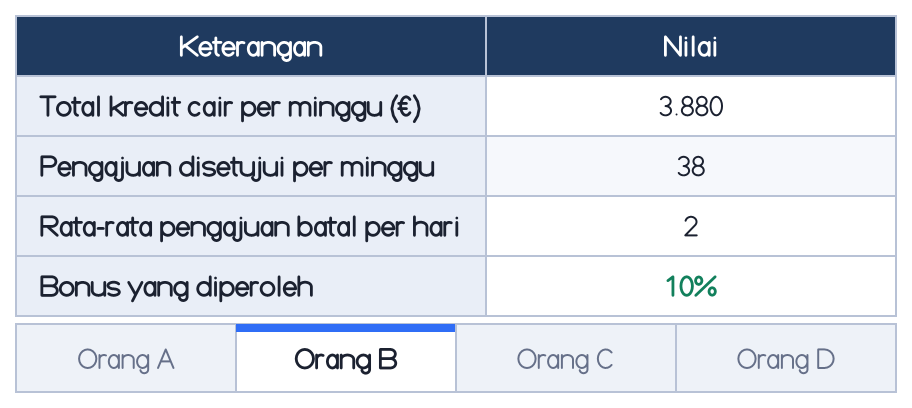 Keterangan Nilai
Total kredit cair per minggu (€) 3.880
Pengajuan disetujui per minggu 38
Rata-rata pengajuan batal per hari 2
Bonus yang diperoleh 10%
Orang A Orang B Orang C Orang D